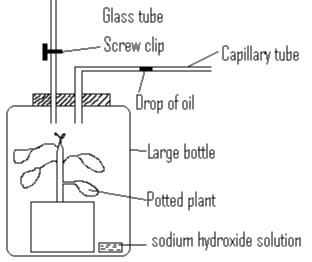 Glass tube
Screw clip
Capillary tube
Drop of oil
Large bottle
Potted plant
sodium hydroxide solution